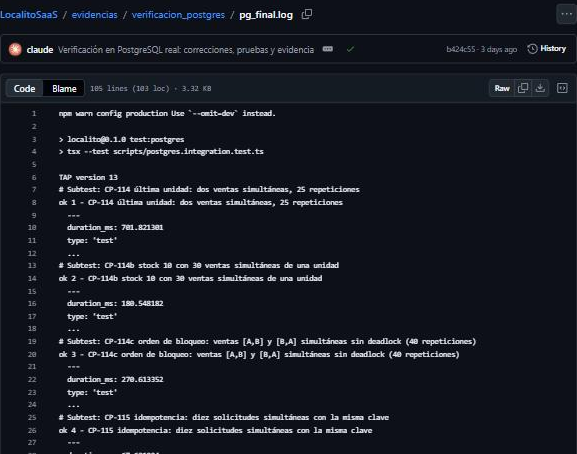 LocalitoSaaS / evidencias / verificacion_postgres / pg_final.log
claude Verificación en PostgreSQL real: correcciones, pruebas y evidencia b424c55 · 3 days ago History
Code Blame 105 lines (103 loc) · 3.32 KB Raw
1 npm warn config production Use `--omit=dev` instead.
2
3 > localito@0.1.0 test:postgres
4 > tsx --test scripts/postgres.integration.test.ts
5
6 TAP version 13
7 # Subtest: CP-114 última unidad: dos ventas simultáneas, 25 repeticiones
8 ok 1 - CP-114 última unidad: dos ventas simultáneas, 25 repeticiones
9 ---
10 duration_ms: 701.821301
11 type: 'test'
12 ...
13 # Subtest: CP-114b stock 10 con 30 ventas simultáneas de una unidad
14 ok 2 - CP-114b stock 10 con 30 ventas simultáneas de una unidad
15 ---
16 duration_ms: 180.548182
17 type: 'test'
18 ...
19 # Subtest: CP-114c orden de bloqueo: ventas [A,B] y [B,A] simultáneas sin deadlock (40 repeticiones)
20 ok 3 - CP-114c orden de bloqueo: ventas [A,B] y [B,A] simultáneas sin deadlock (40 repeticiones)
21 ---
22 duration_ms: 270.613352
23 type: 'test'
24 ...
25 # Subtest: CP-115 idempotencia: diez solicitudes simultáneas con la misma clave
26 ok 4 - CP-115 idempotencia: diez solicitudes simultáneas con la misma clave
27 ---